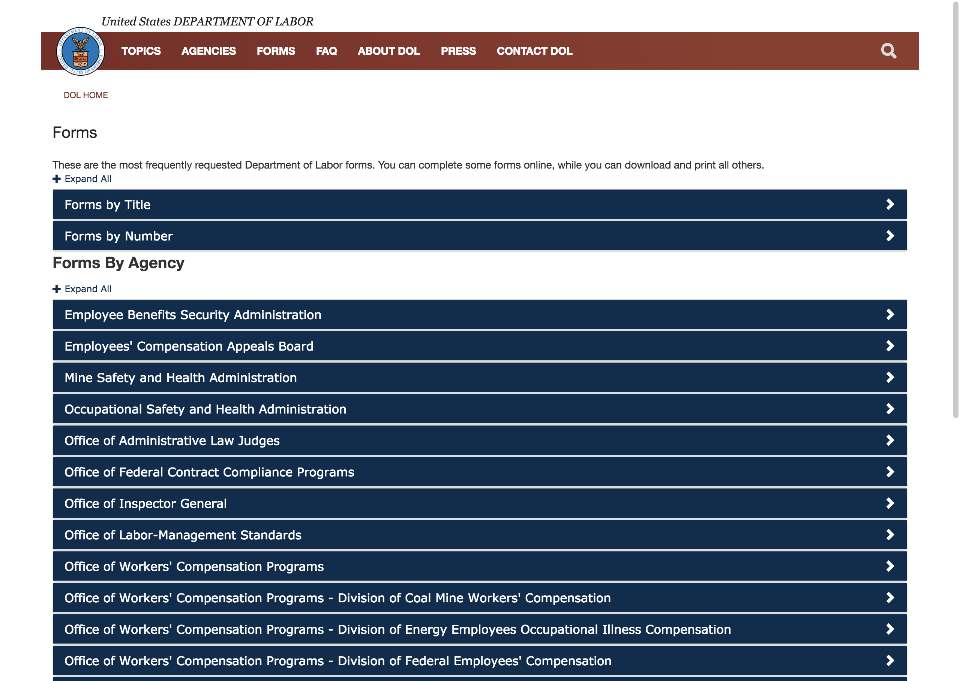 United States DEPARTMENT OF LABOR
TOPICS AGENCIES FORMS FAQ ABOUT DOL PRESS CONTACT DOL
DOL HOME
Forms
These are the most frequently requested Department of Labor forms. You can complete some forms online, while you can download and print all others.
Expand All
Forms by Title
Forms by Number
Forms By Agency
Expand All
Employee Benefits Security Administration
Employees' Compensation Appeals Board
Mine Safety and Health Administration
Occupational Safety and Health Administration
Office of Administrative Law Judges
Office of Federal Contract Compliance Programs
Office of Inspector General
Office of Labor-Management Standards
Office of Workers' Compensation Programs
Office of Workers' Compensation Programs - Division of Coal Mine Workers' Compensation
Office of Workers' Compensation Programs - Division of Energy Employees Occupational Illness Compensation
Office of Workers' Compensation Programs - Division of Federal Employees' Compensation